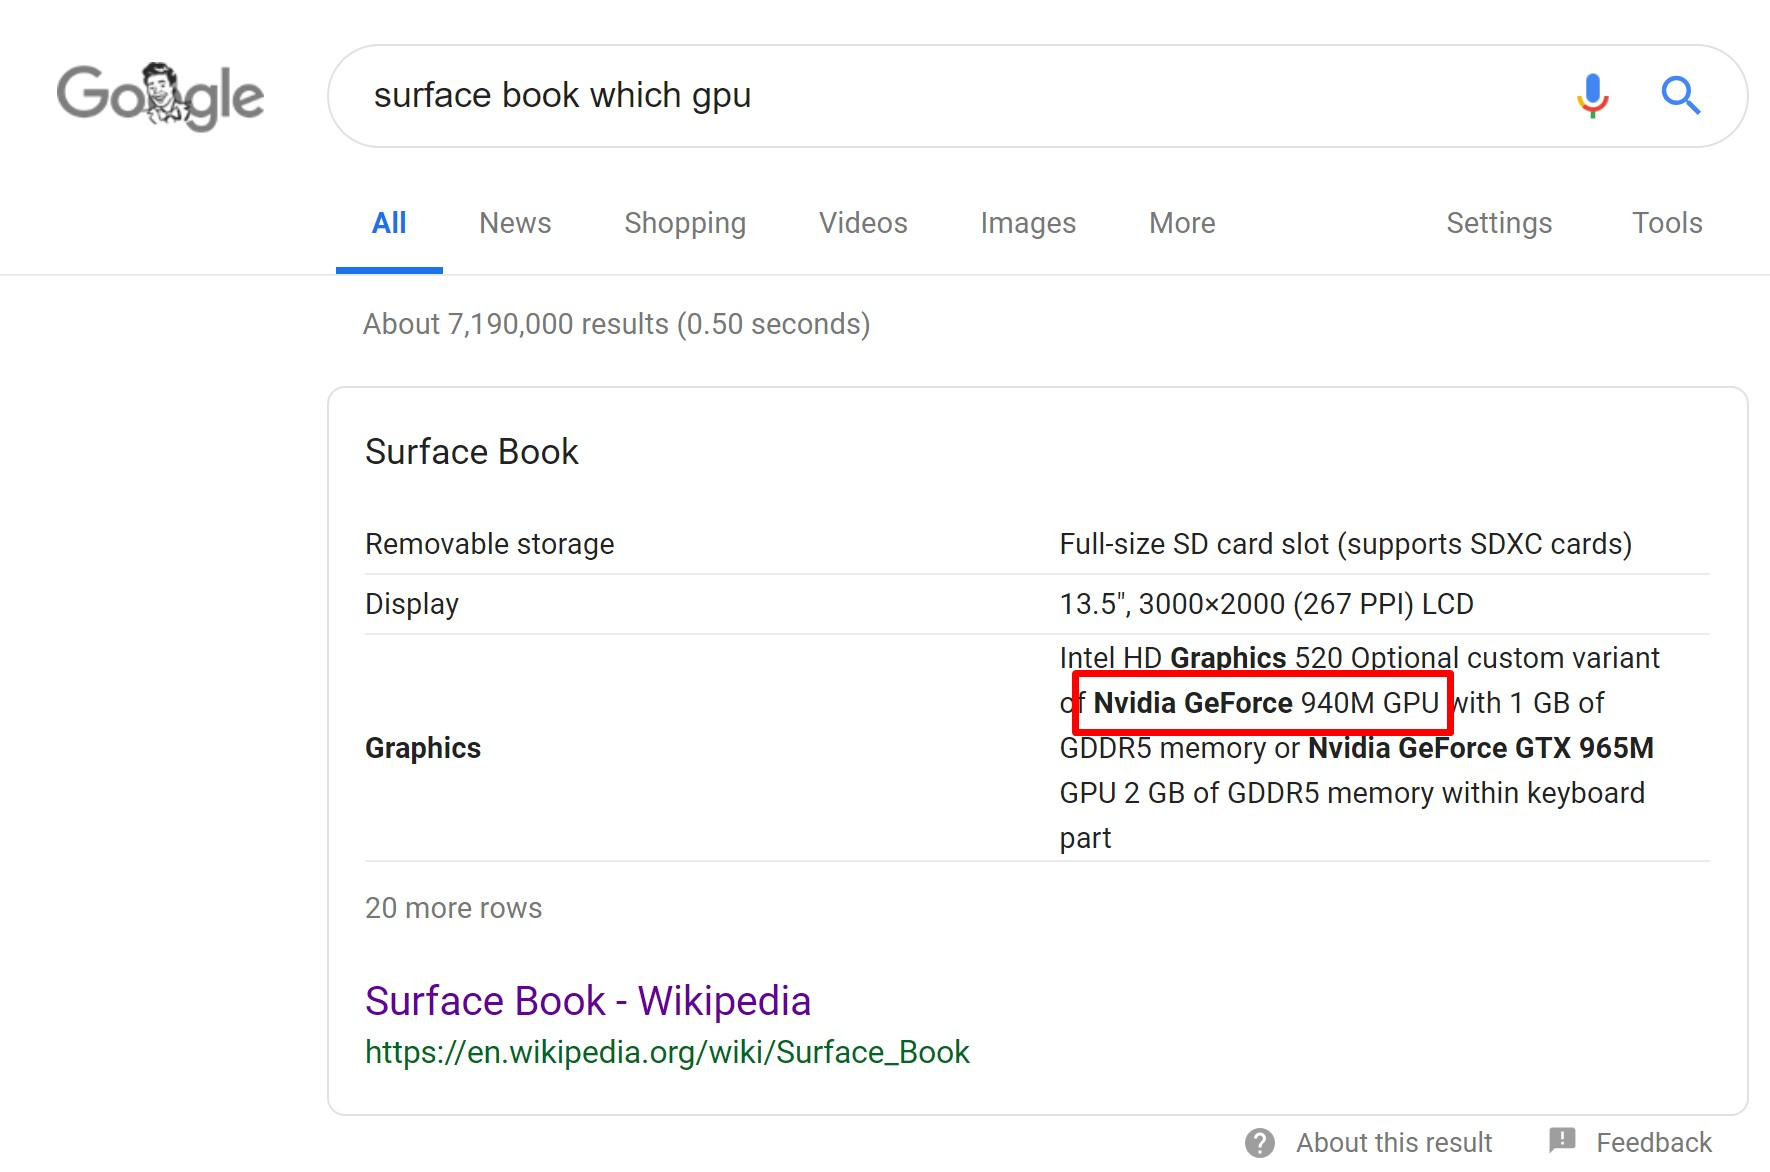 Google
surface book which gpu
All News Shopping Videos Images More Settings Tools
About 7,190,000 results (0.50 seconds)
Surface Book
Removable storage Full-size SD card slot (supports SDXC cards)
Display 13.5", 3000×2000 (267 PPI) LCD
Graphics Intel HD Graphics 520 Optional custom variant
of Nvidia GeForce 940M GPU with 1 GB of
GDDR5 memory or Nvidia GeForce GTX 965M
GPU 2 GB of GDDR5 memory within keyboard
part
20 more rows
Surface Book - Wikipedia
https://en.wikipedia.org/wiki/Surface_Book
About this result Feedback